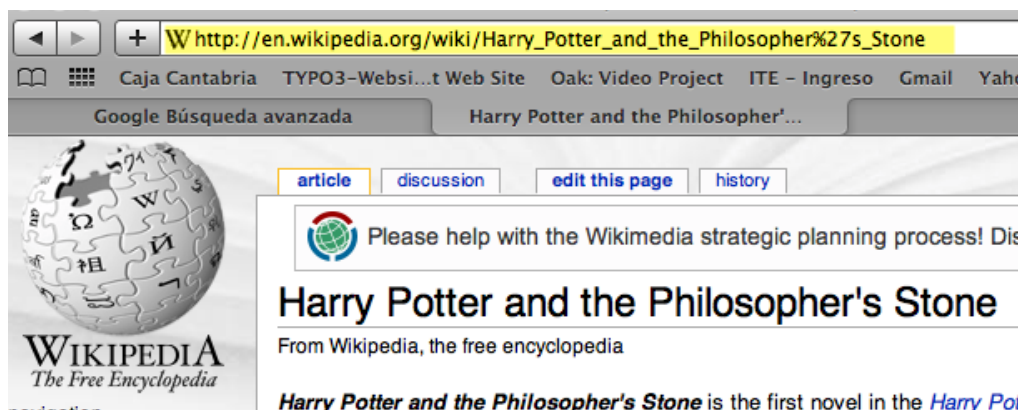 http://en.wikipedia.org/wiki/Harry_Potter_and_the_Philosopher%27s_Stone
Caja Cantabria TYPO3-Websi...t Web Site Oak: Video Project ITE - Ingreso Gmail
Google Búsqueda avanzada Harry Potter and the Philosopher'...
article discussion edit this page history
Please help with the Wikimedia strategic planning process!
Harry Potter and the Philosopher's Stone
WIKIPEDIA
From Wikipedia, the free encyclopedia
The Free Encyclopedia
Harry Potter and the Philosopher's Stone is the first novel in the Harry